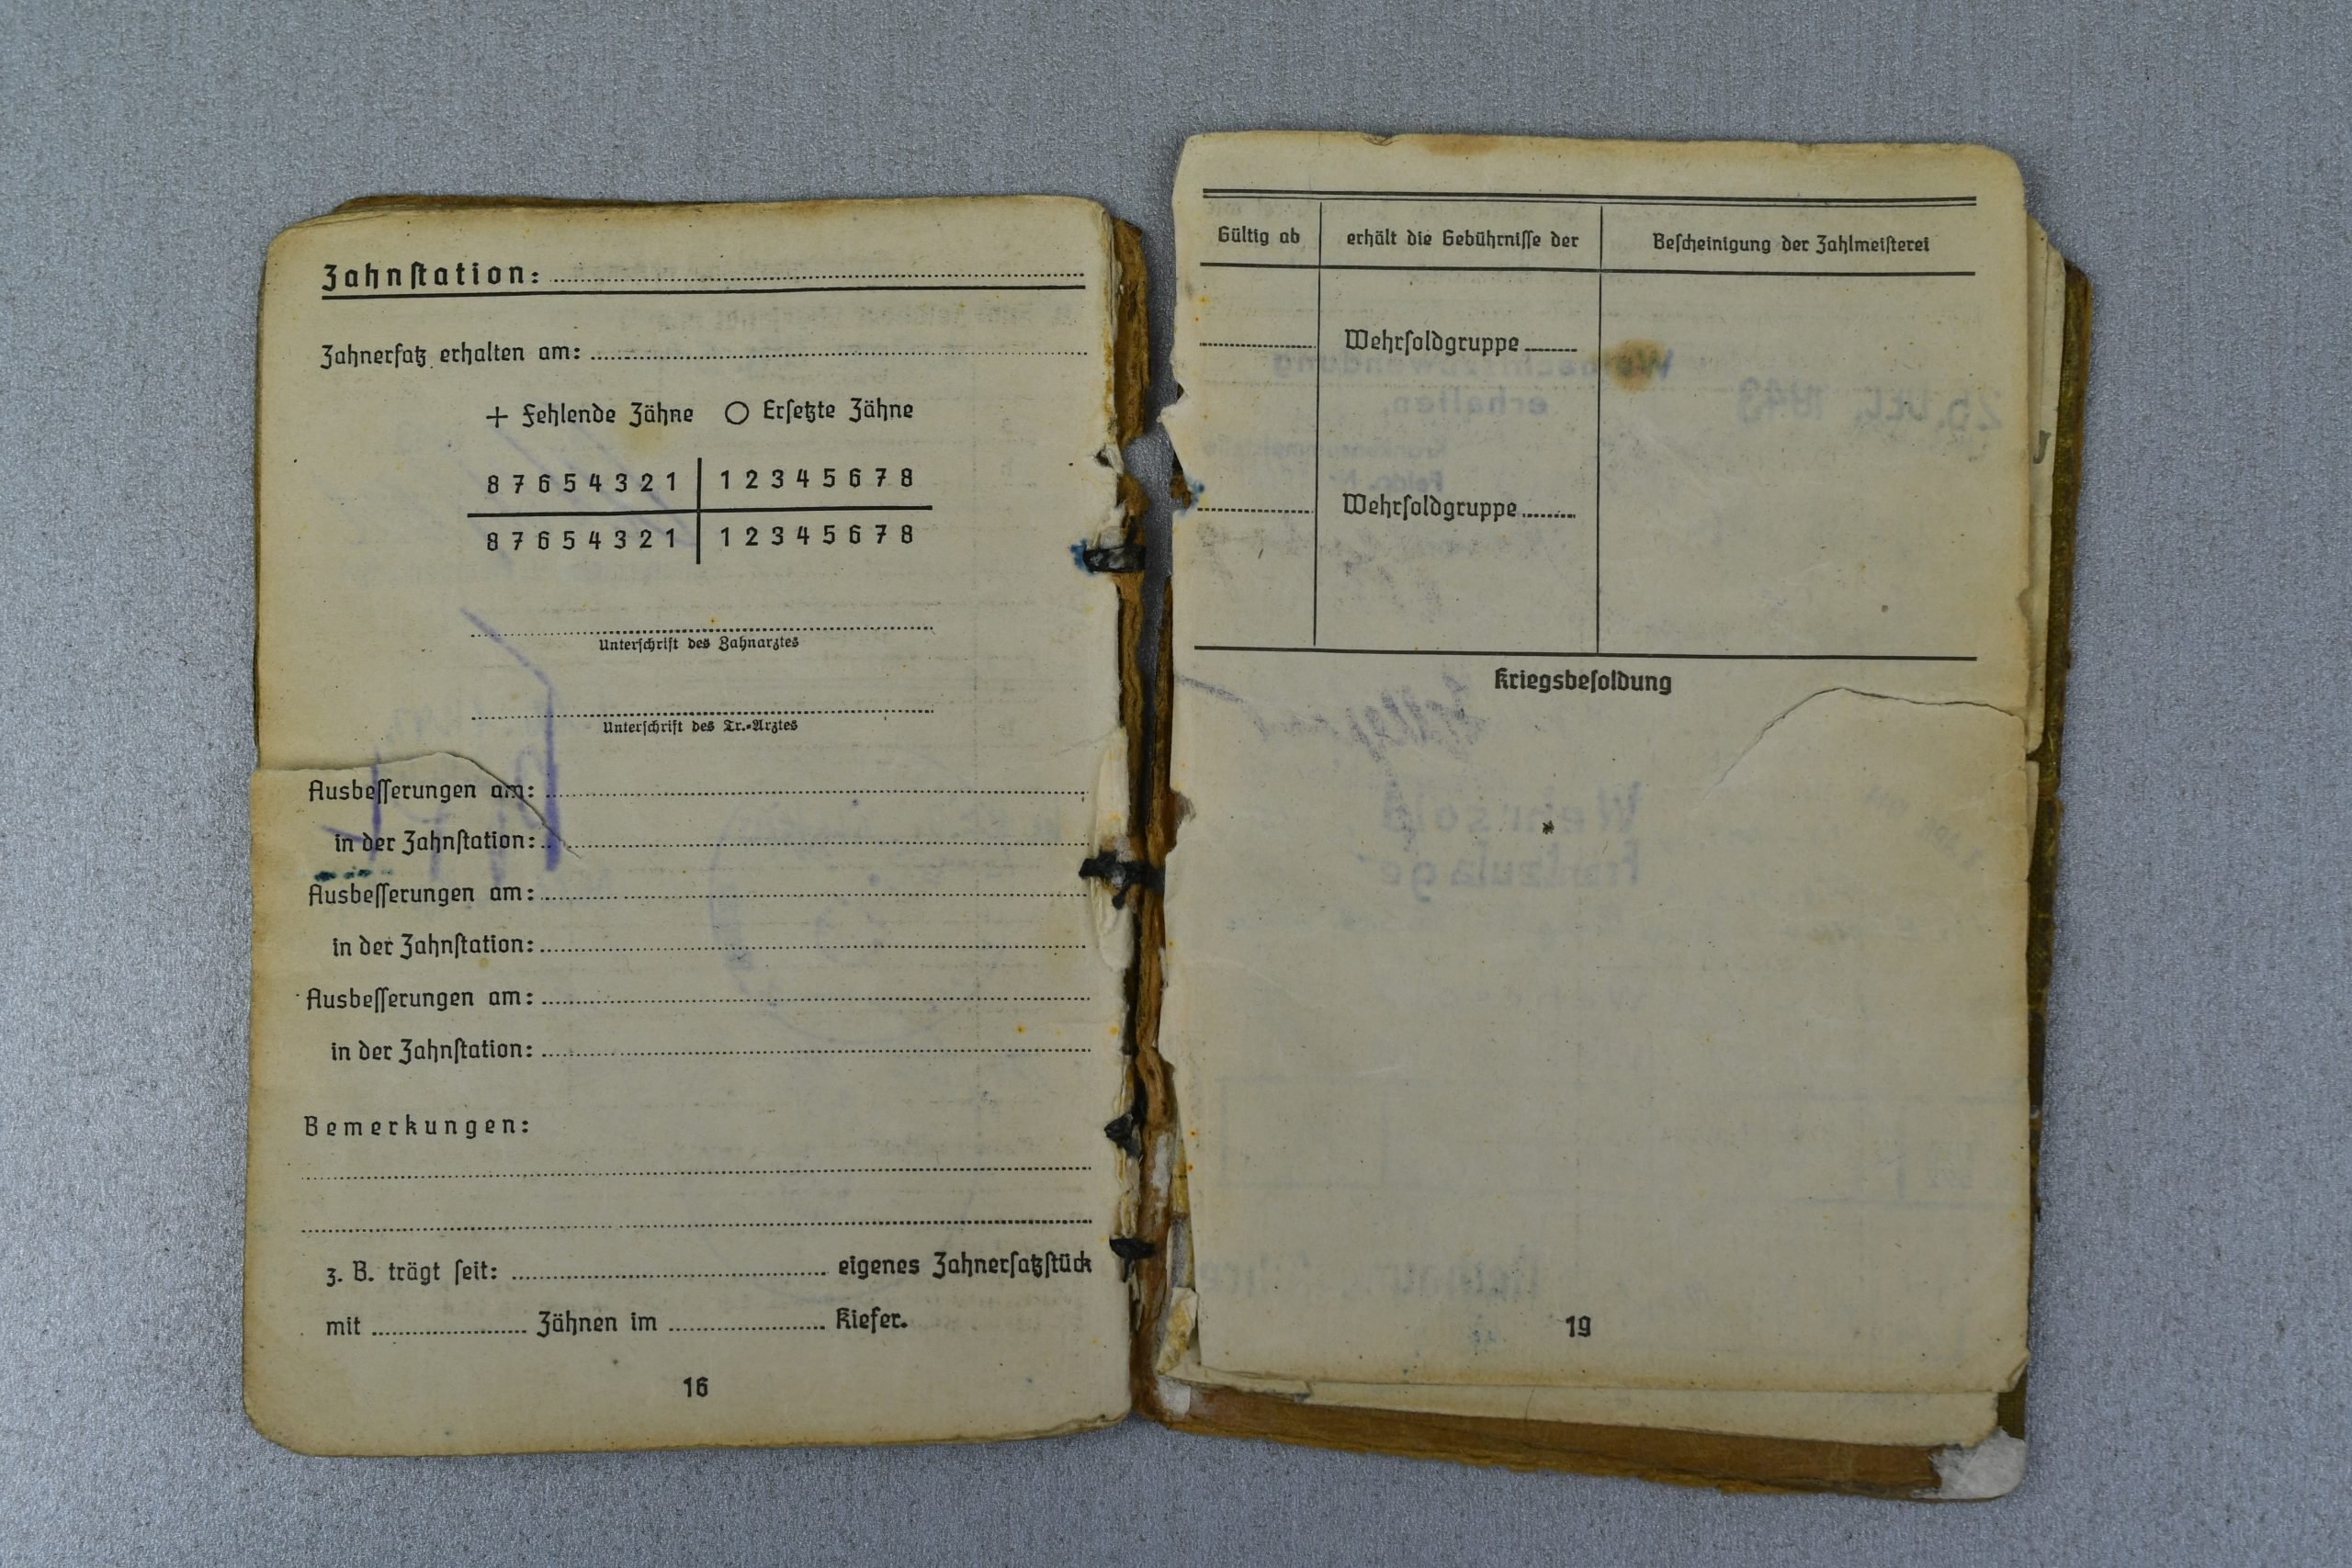 Zahnstation:
Zahnersatz erhalten am:
+ Fehlende Zähne ○ Ersetzte Zähne
8 7 6 5 4 3 2 1 | 1 2 3 4 5 6 7 8
8 7 6 5 4 3 2 1 | 1 2 3 4 5 6 7 8
Unterschrift des Zahnarztes
Unterschrift des Tr.-Arztes
Ausbesserungen am:
in der Zahnstation:
Ausbesserungen am:
in der Zahnstation:
Ausbesserungen am:
in der Zahnstation:
Bemerkungen:
z. B. trägt seit: eigenes Zahnersatzstück
mit Zähnen im Kiefer.
16
Gültig ab erhält die Gebührnisse der Bescheinigung der Zahlmeisterei
Wehrsoldgruppe
Wehrsoldgruppe
Kriegsbesoldung
19